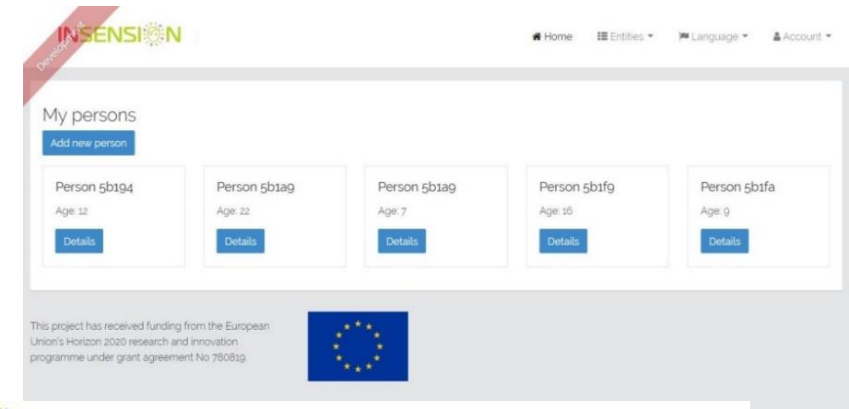 Development
INSENSION
Home Entities Language Account
My persons
Add new person
Person 5b194 Person 5b1a9 Person 5b1a9 Person 5b1f9 Person 5b1fa
Age: 12 Age: 22 Age: 7 Age: 16 Age: 9
Details Details Details Details Details
This project has received funding from the European
Union's Horizon 2020 research and innovation
programme under grant agreement No 780819.